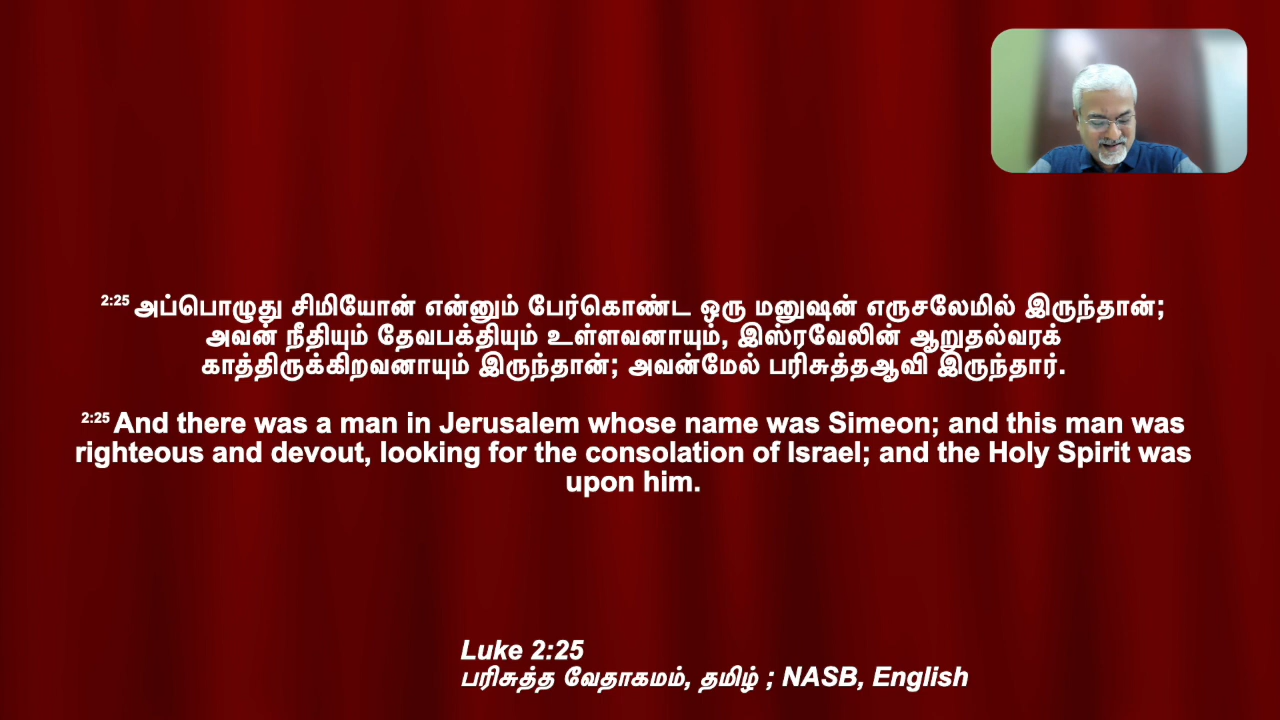 2:25 அப்பொழுது சிமியோன் என்னும் பேர்கொண்ட ஒரு மனுஷன் எருசலேமில் இருந்தான்;
அவன் நீதியும் தேவபக்தியும் உள்ளவனாயும், இஸ்ரவேலின் ஆறுதல்வரக்
காத்திருக்கிறவனாயும் இருந்தான்; அவன்மேல் பரிசுத்தஆவி இருந்தார்.
2:25 And there was a man in Jerusalem whose name was Simeon; and this man was
righteous and devout, looking for the consolation of Israel; and the Holy Spirit was
upon him.
Luke 2:25
பரிசுத்த வேதாகமம், தமிழ் ; NASB, English